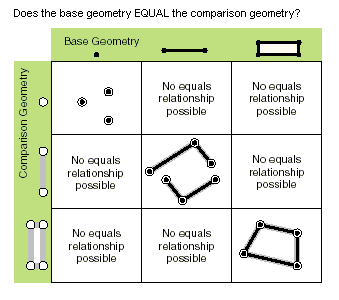 Does the base geometry EQUAL the comparison geometry?
Base Geometry
Comparison Geometry
No equals
relationship
possible
No equals
relationship
possible
No equals
relationship
possible
No equals
relationship
possible
No equals
relationship
possible
No equals
relationship
possible